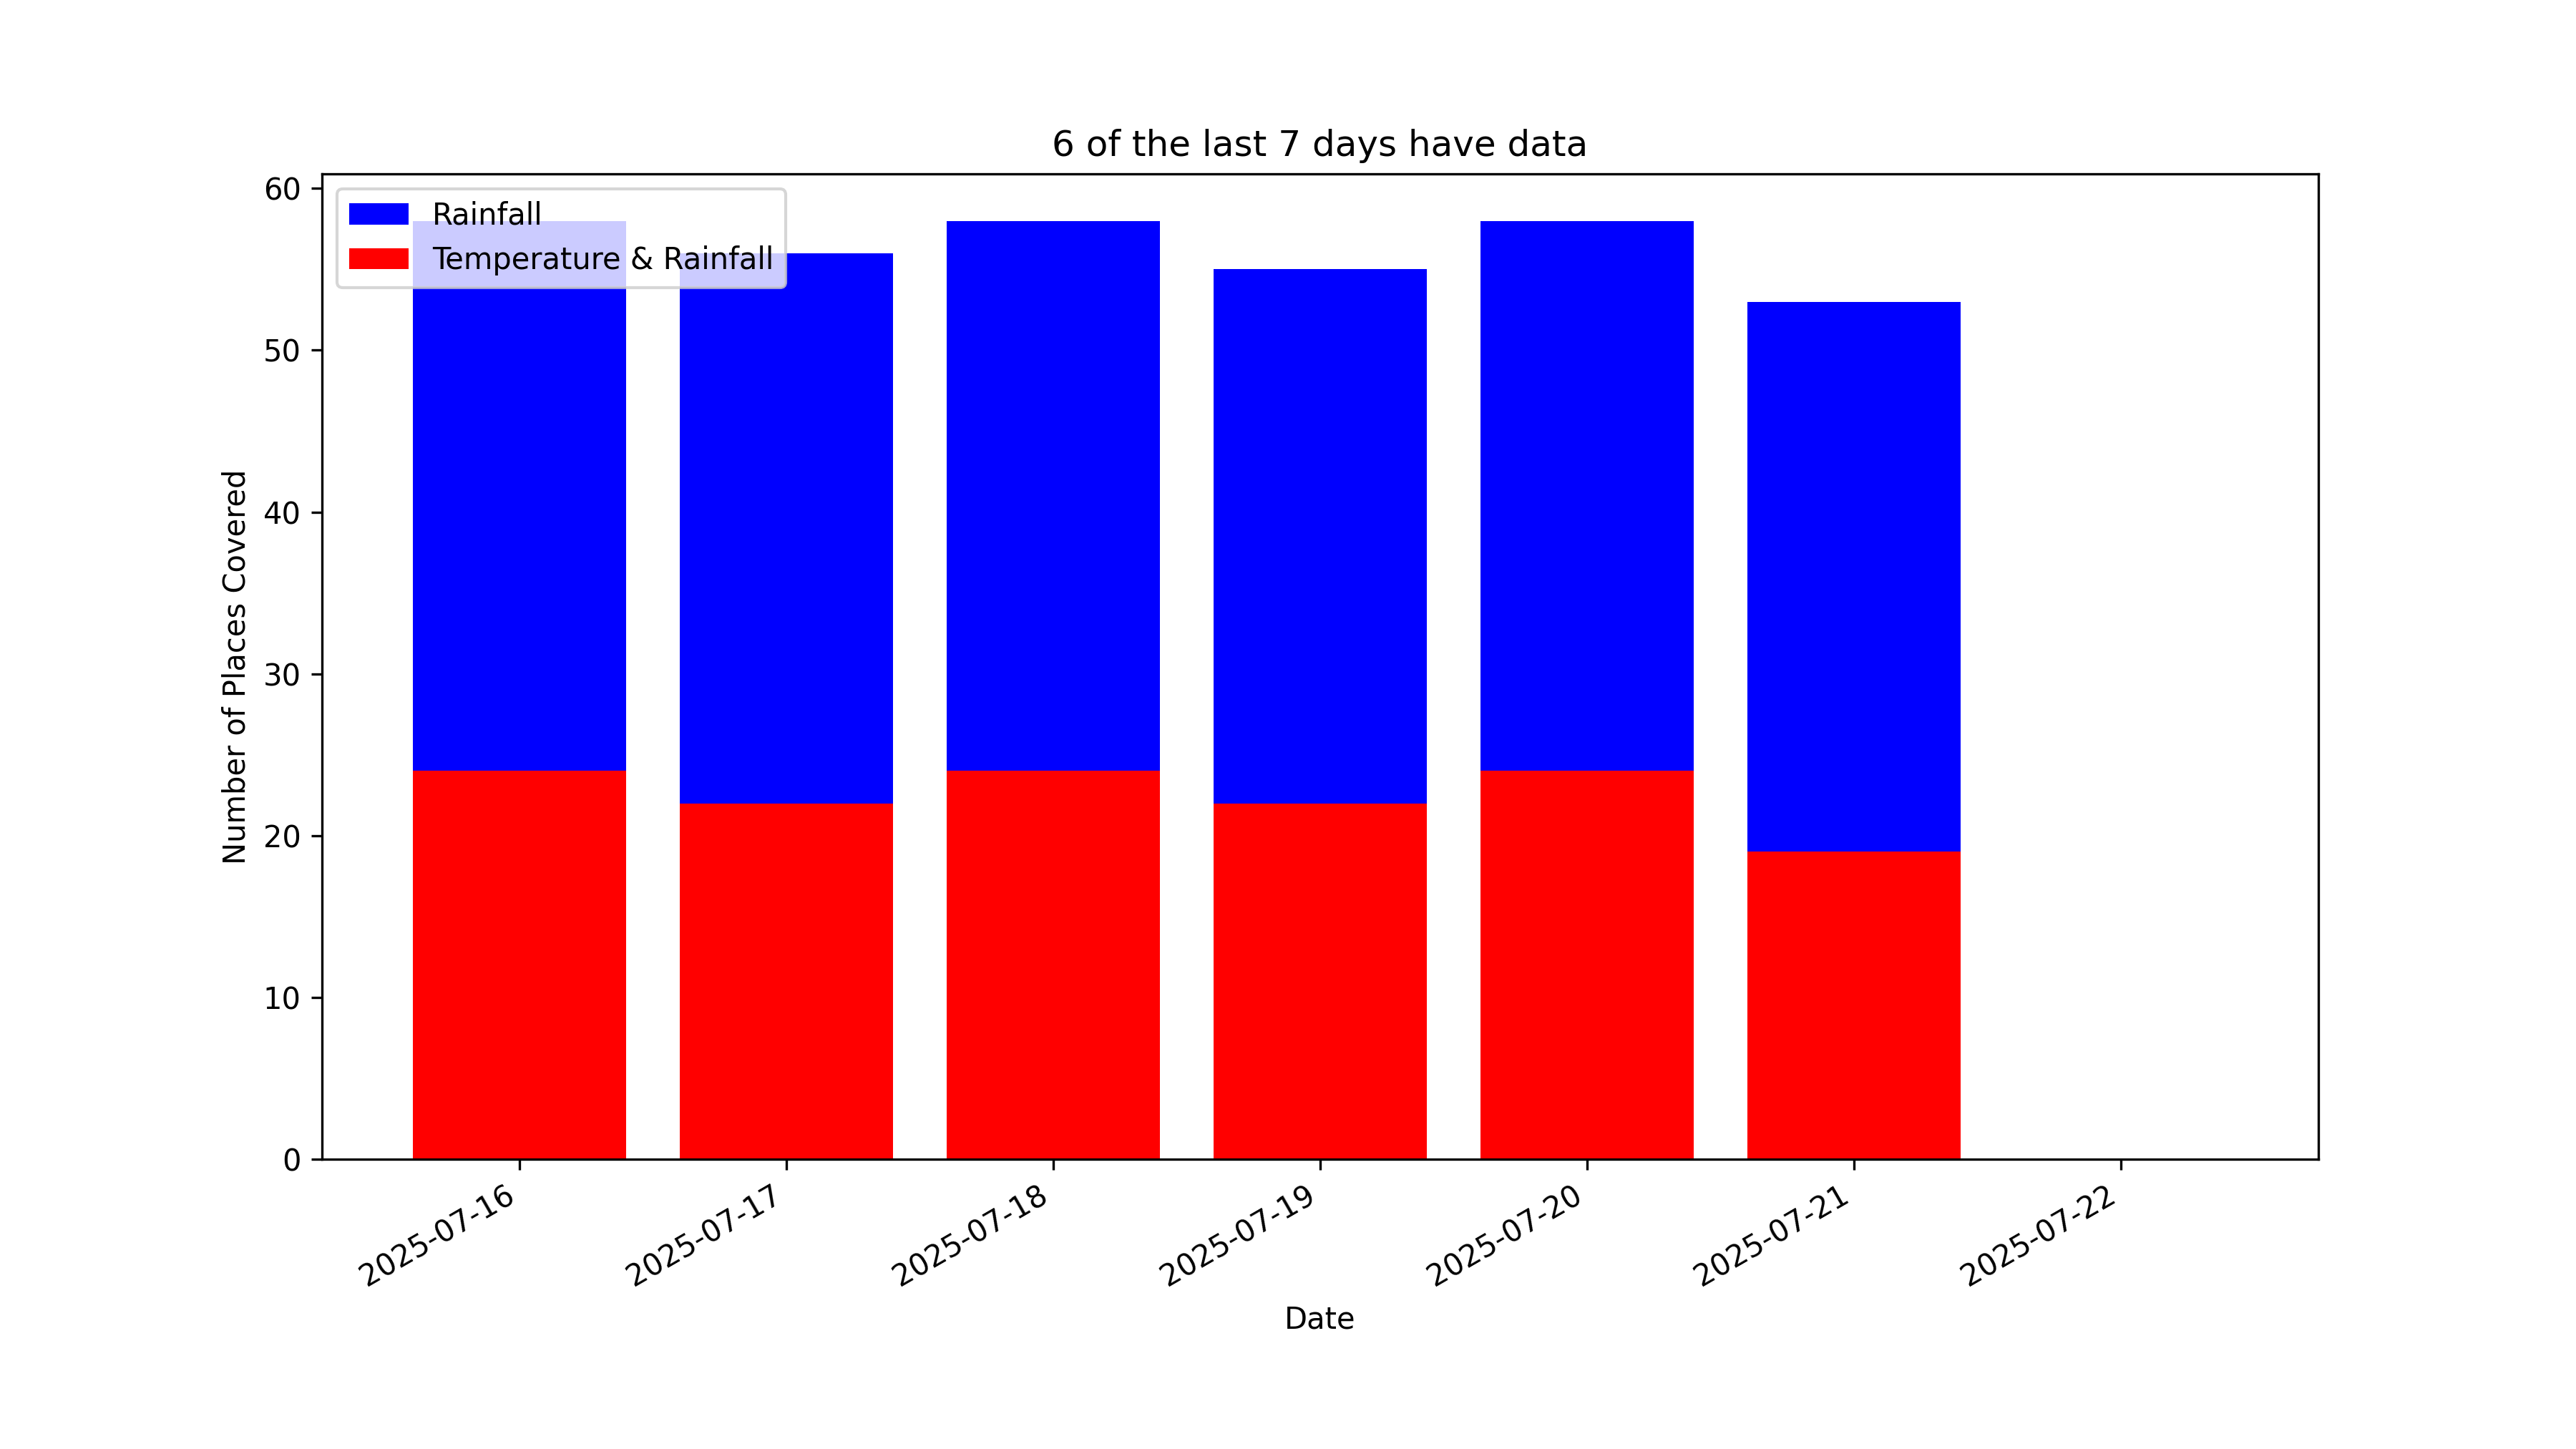 6 of the last 7 days have data
Rainfall
Temperature & Rainfall
60
50
40
30
20
10
0
Number of Places Covered
2025-07-16
2025-07-17
2025-07-18
2025-07-19
2025-07-20
2025-07-21
2025-07-22
Date